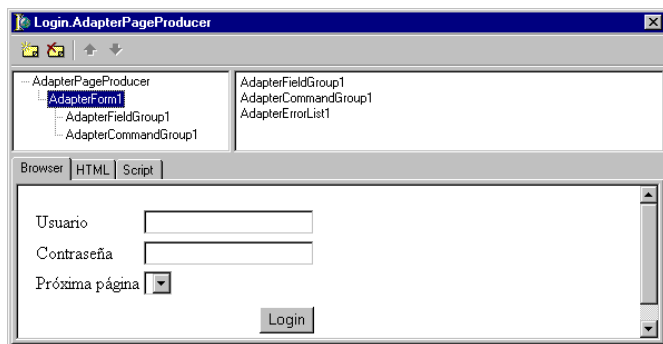 Login.AdapterPageProducer
AdapterPageProducer
AdapterForm1
AdapterFieldGroup1
AdapterCommandGroup1
AdapterFieldGroup1
AdapterCommandGroup1
AdapterErrorList1
Browser HTML Script
Usuario
Contraseña
Próxima página
Login